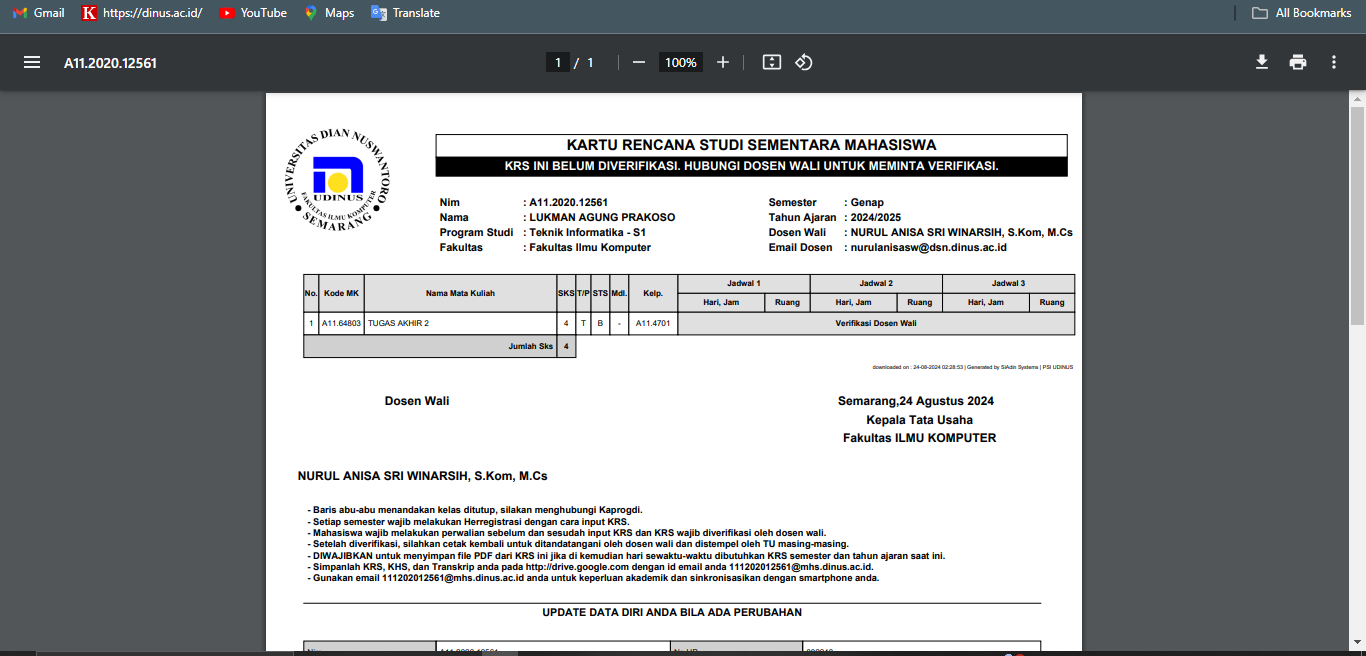 Gmail
https://dinus.ac.id/
YouTube
Maps
Translate
All Bookmarks
A11.2020.12561
1 / 1
100%
UNIVERSITAS DIAN NUSWANTORO
UDINUS
FAKULTAS ILMU KOMPUTER
SEMARANG
KARTU RENCANA STUDI SEMENTARA MAHASISWA
KRS INI BELUM DIVERIFIKASI. HUBUNGI DOSEN WALI UNTUK MEMINTA VERIFIKASI.
Nim : A11.2020.12561 Semester : Genap
Nama : LUKMAN AGUNG PRAKOSO Tahun Ajaran : 2024/2025
Program Studi : Teknik Informatika - S1 Dosen Wali : NURUL ANISA SRI WINARSIH, S.Kom, M.Cs
Fakultas : Fakultas Ilmu Komputer Email Dosen : nurulanisasw@dsn.dinus.ac.id
No. Kode MK Nama Mata Kuliah SKS T/P STS Mdl. Kelp. Jadwal 1 Jadwal 2 Jadwal 3
Hari, Jam Ruang Hari, Jam Ruang Hari, Jam Ruang
1 A11.64803 TUGAS AKHIR 2 4 T B - A11.4701 Verifikasi Dosen Wali
Jumlah Sks 4
downloaded on : 24-08-2024 02:28:53 | Generated by SiAdin Systems | PSI UDINUS
Dosen Wali
Semarang,24 Agustus 2024
Kepala Tata Usaha
Fakultas ILMU KOMPUTER
NURUL ANISA SRI WINARSIH, S.Kom, M.Cs
- Baris abu-abu menandakan kelas ditutup, silakan menghubungi Kaprogdi.
- Setiap semester wajib melakukan Herregistrasi dengan cara input KRS.
- Mahasiswa wajib melakukan perwalian sebelum dan sesudah input KRS dan KRS wajib diverifikasi oleh dosen wali.
- Setelah diverifikasi, silahkan cetak kembali untuk ditandatangani oleh dosen wali dan distempel oleh TU masing-masing.
- DIWAJIBKAN untuk menyimpan file PDF dari KRS ini jika di kemudian hari sewaktu-waktu dibutuhkan KRS semester dan tahun ajaran saat ini.
- Simpanlah KRS, KHS, dan Transkrip anda pada http://drive.google.com dengan id email anda 111202012561@mhs.dinus.ac.id.
- Gunakan email 111202012561@mhs.dinus.ac.id anda untuk keperluan akademik dan sinkronisasikan dengan smartphone anda.
UPDATE DATA DIRI ANDA BILA ADA PERUBAHAN